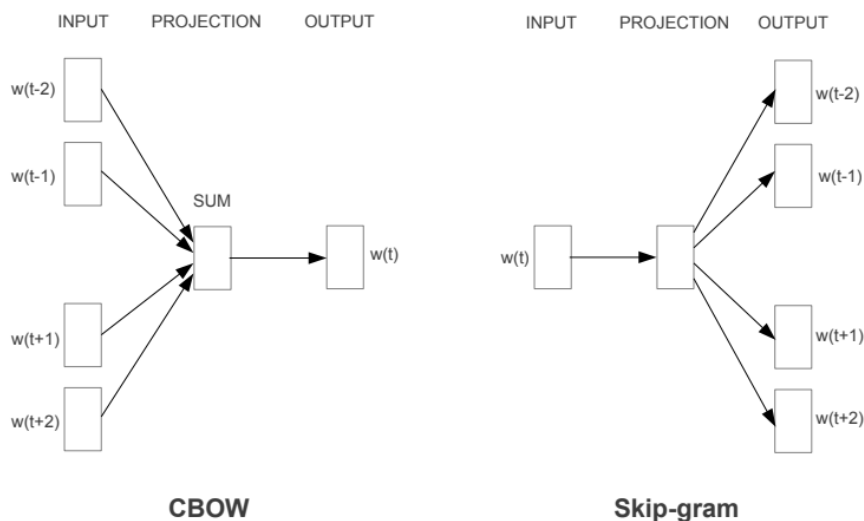 INPUT PROJECTION OUTPUT
w(t-2)
w(t-1)
SUM
w(t)
w(t+1)
w(t+2)
CBOW
INPUT PROJECTION OUTPUT
w(t-2)
w(t-1)
w(t)
w(t+1)
w(t+2)
Skip-gram